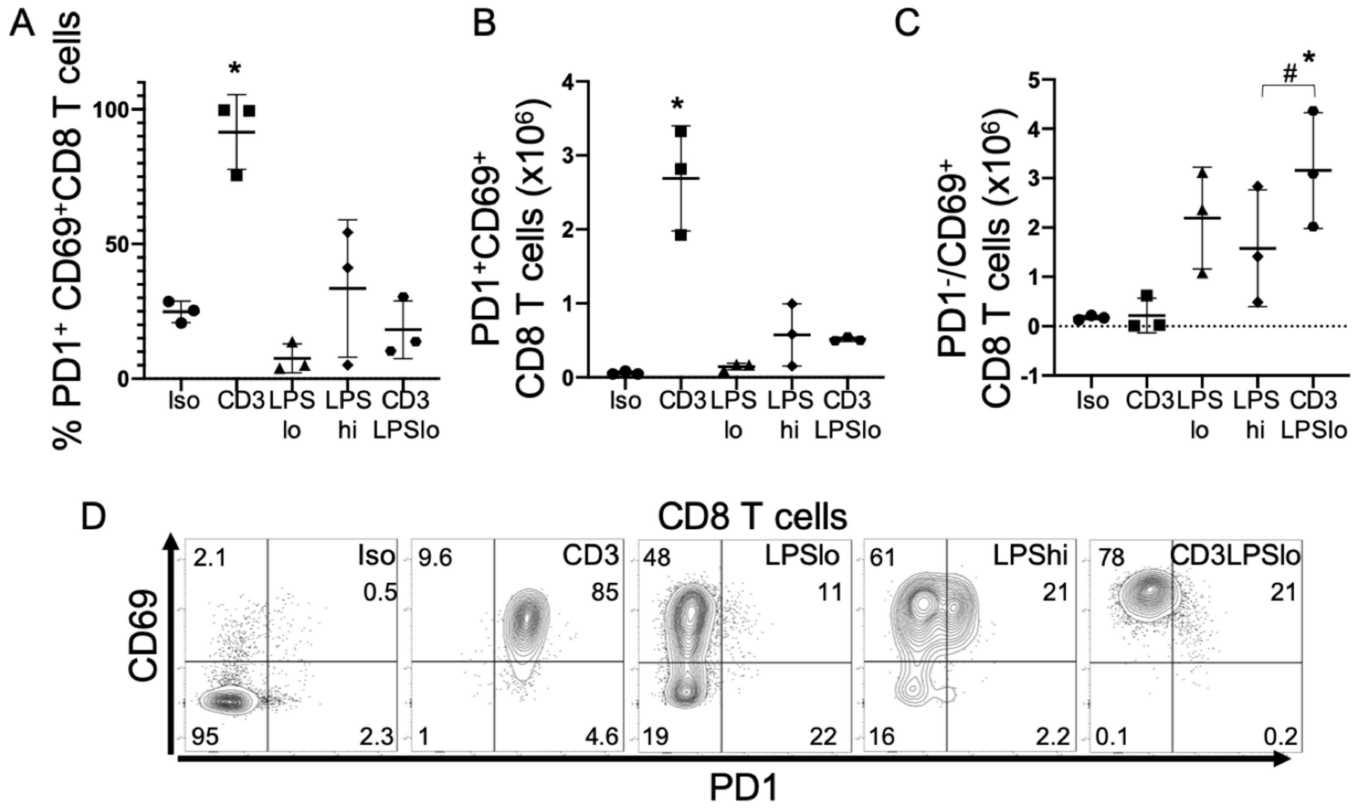 A
% PD1+ CD69+CD8 T cells
100
50
0
*
Iso
CD3
LPS
lo
LPS
hi
CD3
LPSlo
B
PD1+CD69+
CD8 T cells (x10⁶)
4
3
2
1
0
*
Iso
CD3
LPS
lo
LPS
hi
CD3
LPSlo
C
PD1-/CD69+
CD8 T cells (x10⁶)
5
4
3
2
1
0
-1
# *
Iso
CD3
LPS
lo
LPS
hi
CD3
LPSlo
D
CD8 T cells
CD69
2.1 Iso
0.5
95 2.3
9.6 CD3
85
1 4.6
48 LPSlo
11
19 22
61 LPShi
21
16 2.2
78 CD3LPSlo
21
0.1 0.2
PD1